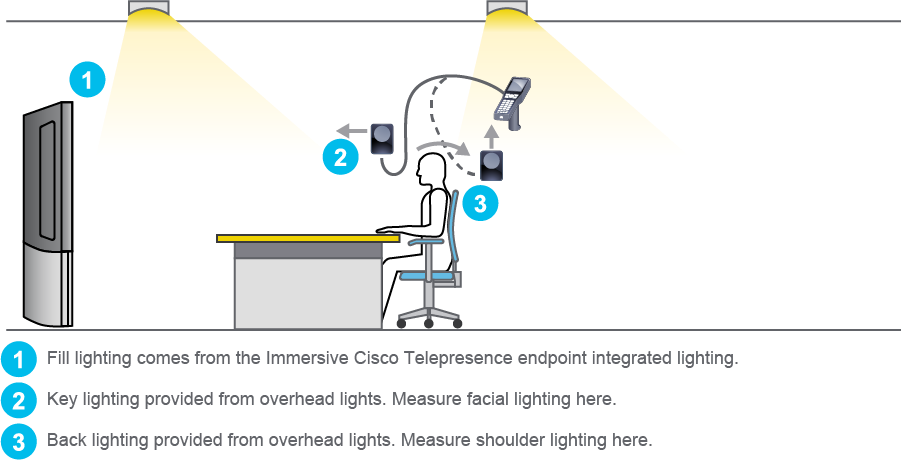 1
2
3
1 Fill lighting comes from the Immersive Cisco Telepresence endpoint integrated lighting.
2 Key lighting provided from overhead lights. Measure facial lighting here.
3 Back lighting provided from overhead lights. Measure shoulder lighting here.